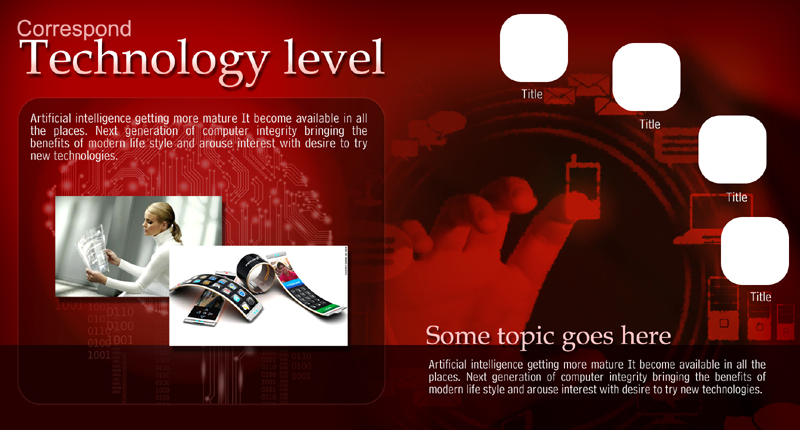 Correspond
Technology level
Artificial intelligence getting more mature It become available in all
the places. Next generation of computer integrity bringing the
benefits of modern life style and arouse interest with desire to try
new technologies.
Title
Title
Title
Title
Some topic goes here
Artificial intelligence getting more mature It become available in all the
places. Next generation of computer integrity bringing the benefits of
modern life style and arouse interest with desire to try new technologies.